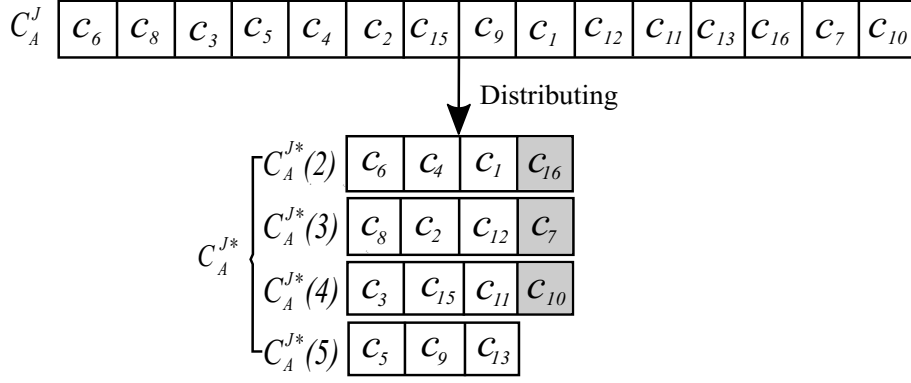 C_A^J c_6 c_8 c_3 c_5 c_4 c_2 c_15 c_9 c_1 c_12 c_11 c_13 c_16 c_7 c_10
Distributing
C_A^{J*}(2) c_6 c_4 c_1 c_16
C_A^{J*}(3) c_8 c_2 c_12 c_7
C_A^{J*}
C_A^{J*}(4) c_3 c_15 c_11 c_10
C_A^{J*}(5) c_5 c_9 c_13